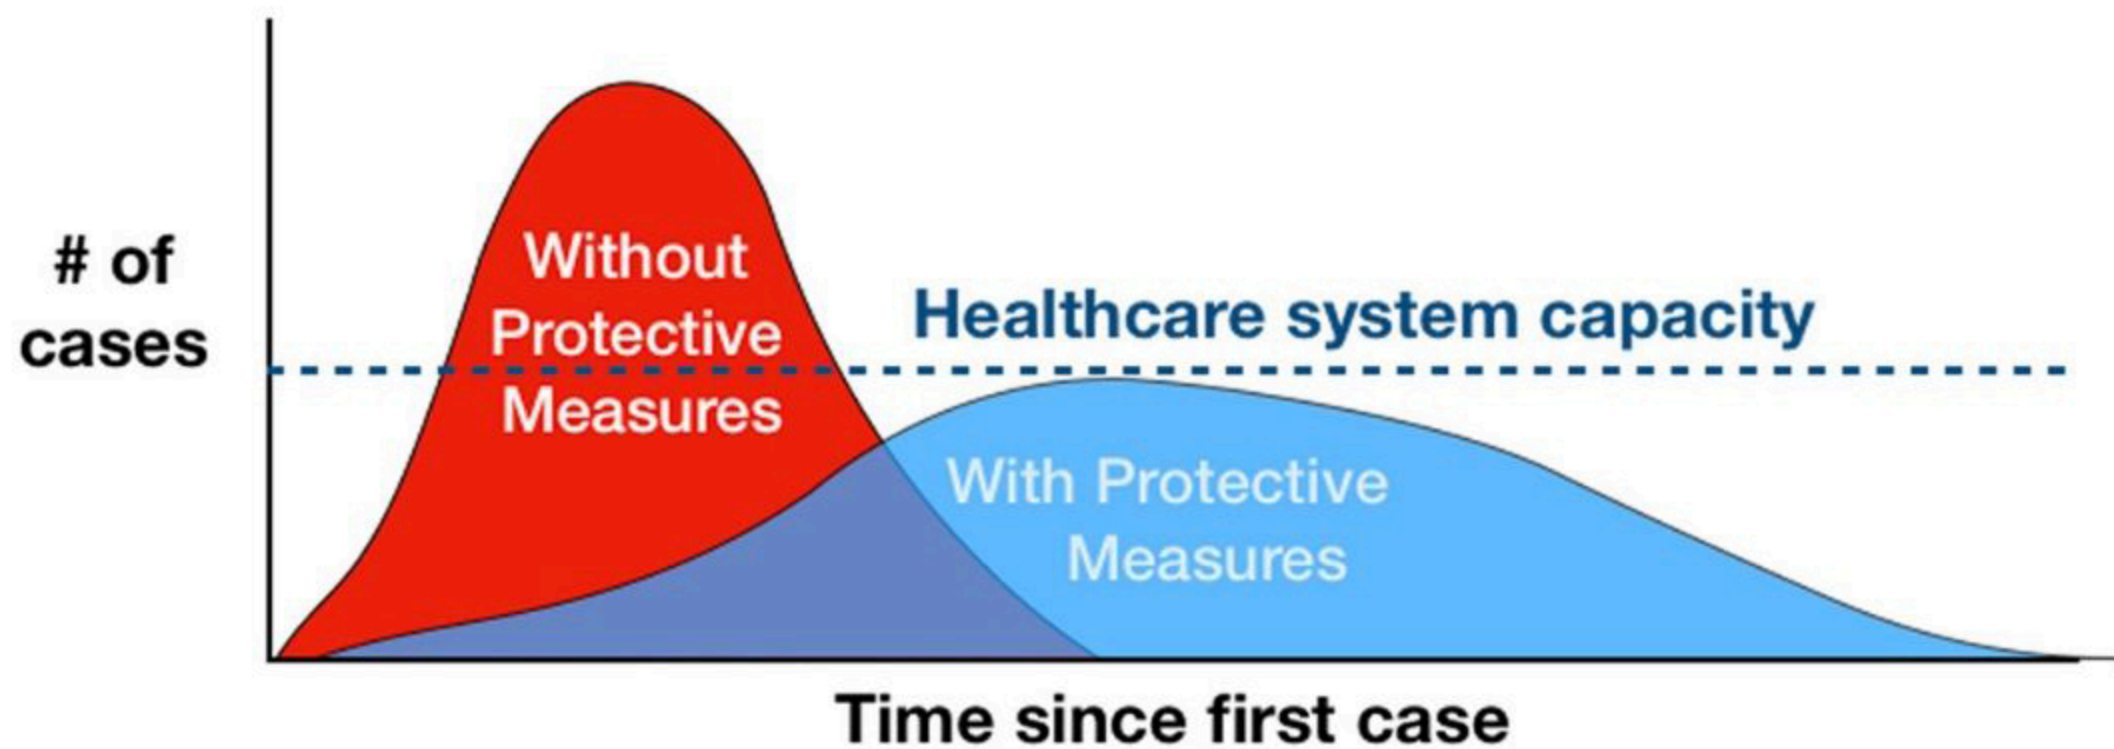 # of
cases
Without
Protective
Measures
Healthcare system capacity
With Protective
Measures
Time since first case